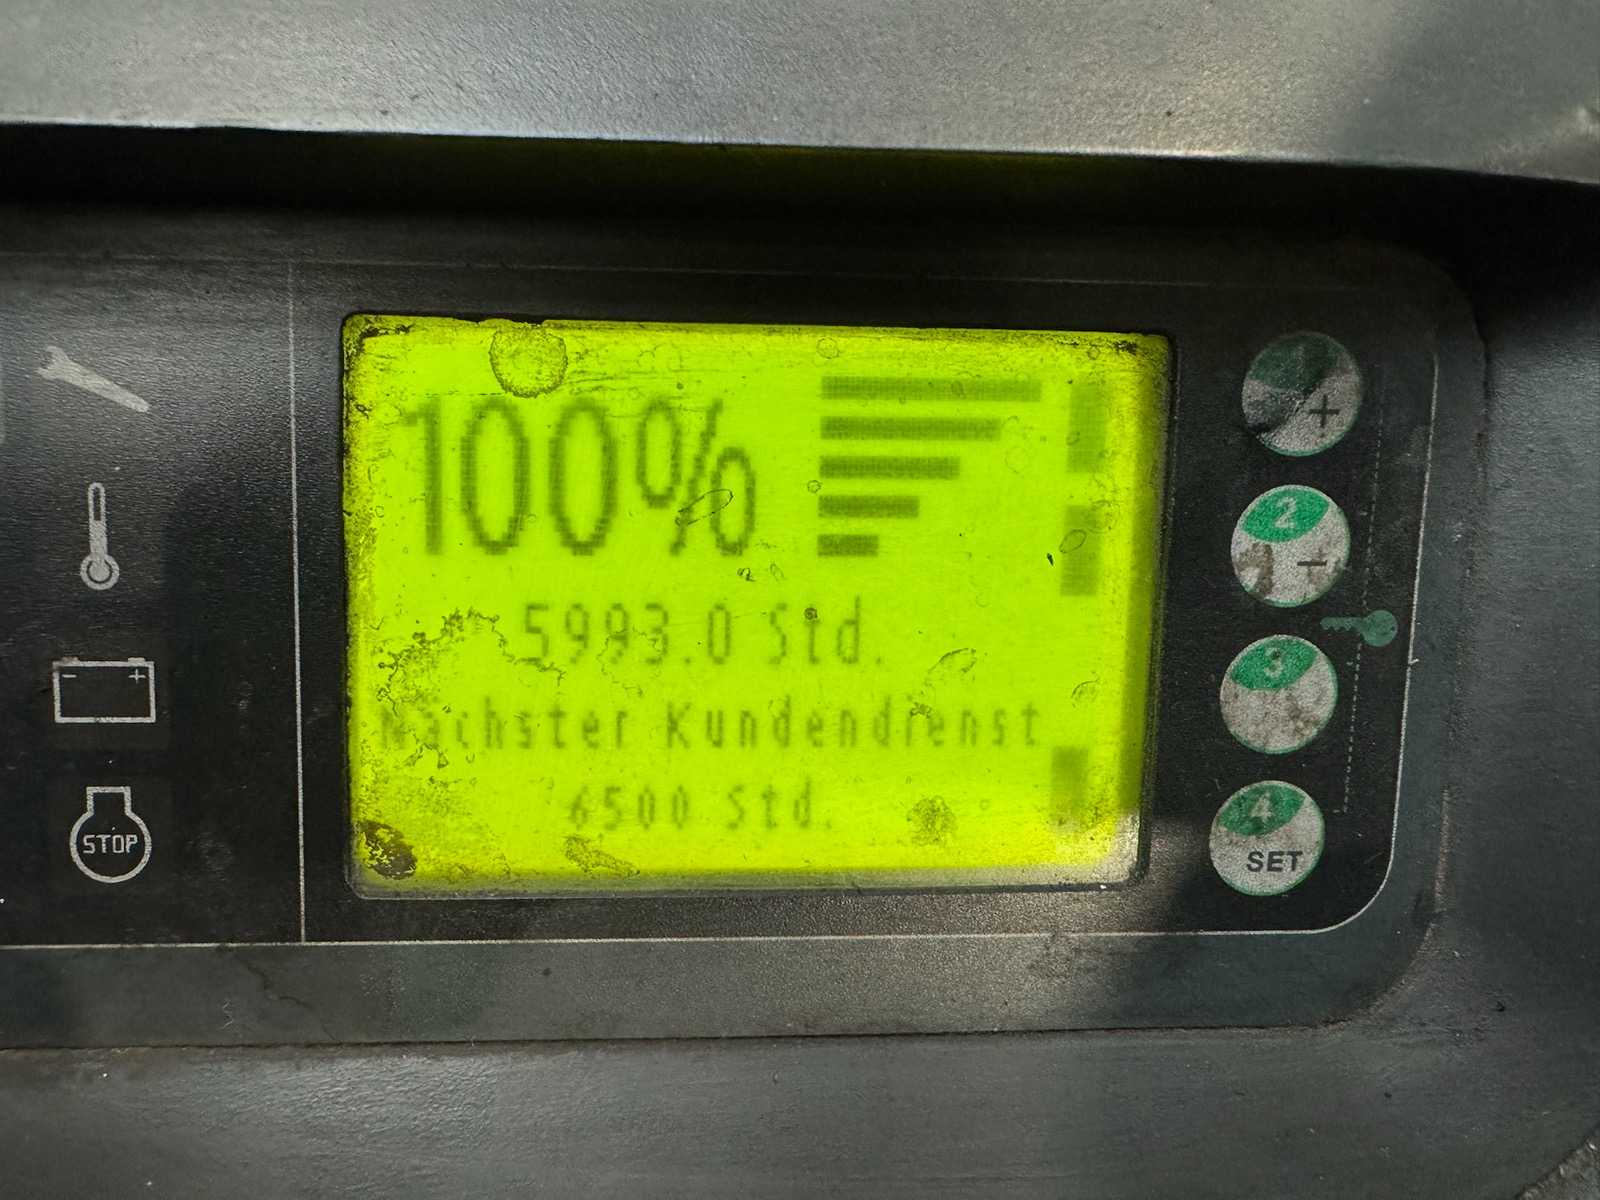 100%
5993.0 Std.
Nächster Kundendienst
6500 Std.
+
2
-
3
4
SET
- +
STOP